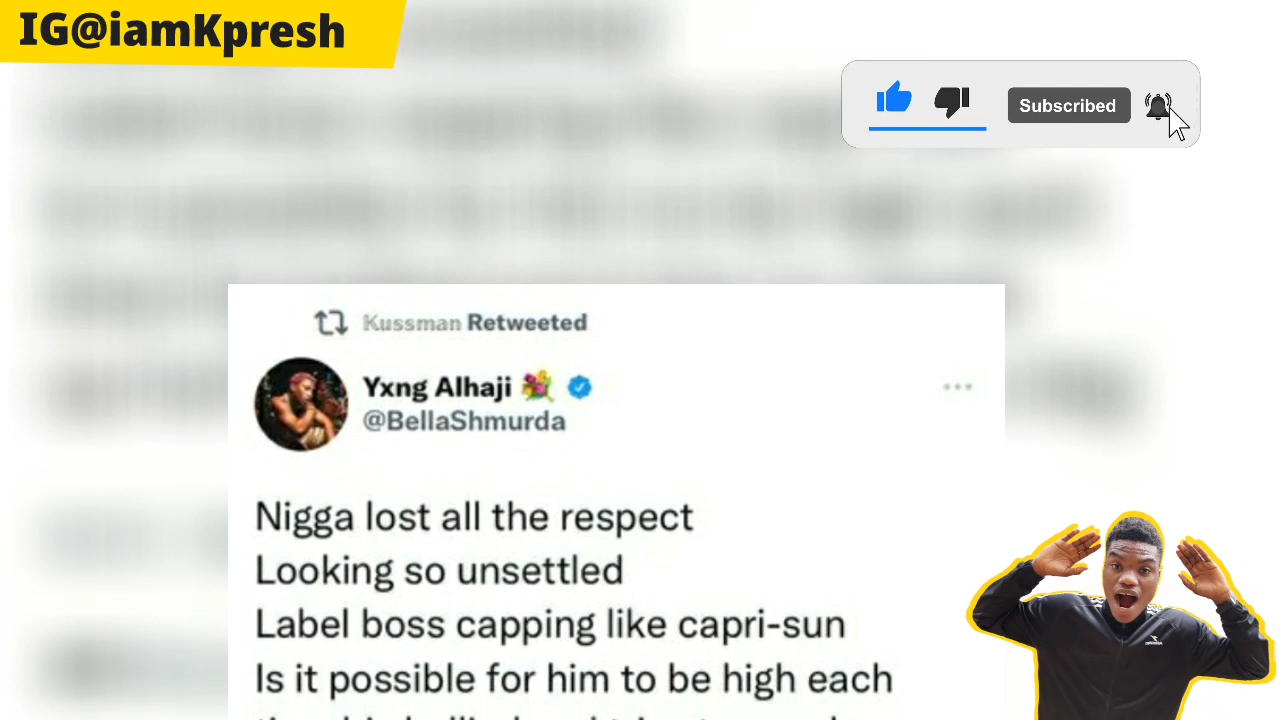 IG@iamKpresh
Subscribed
Kussman Retweeted
Yxng Alhaji
@BellaShmurda
Nigga lost all the respect
Looking so unsettled
Label boss capping like capri-sun
Is it possible for him to be high each